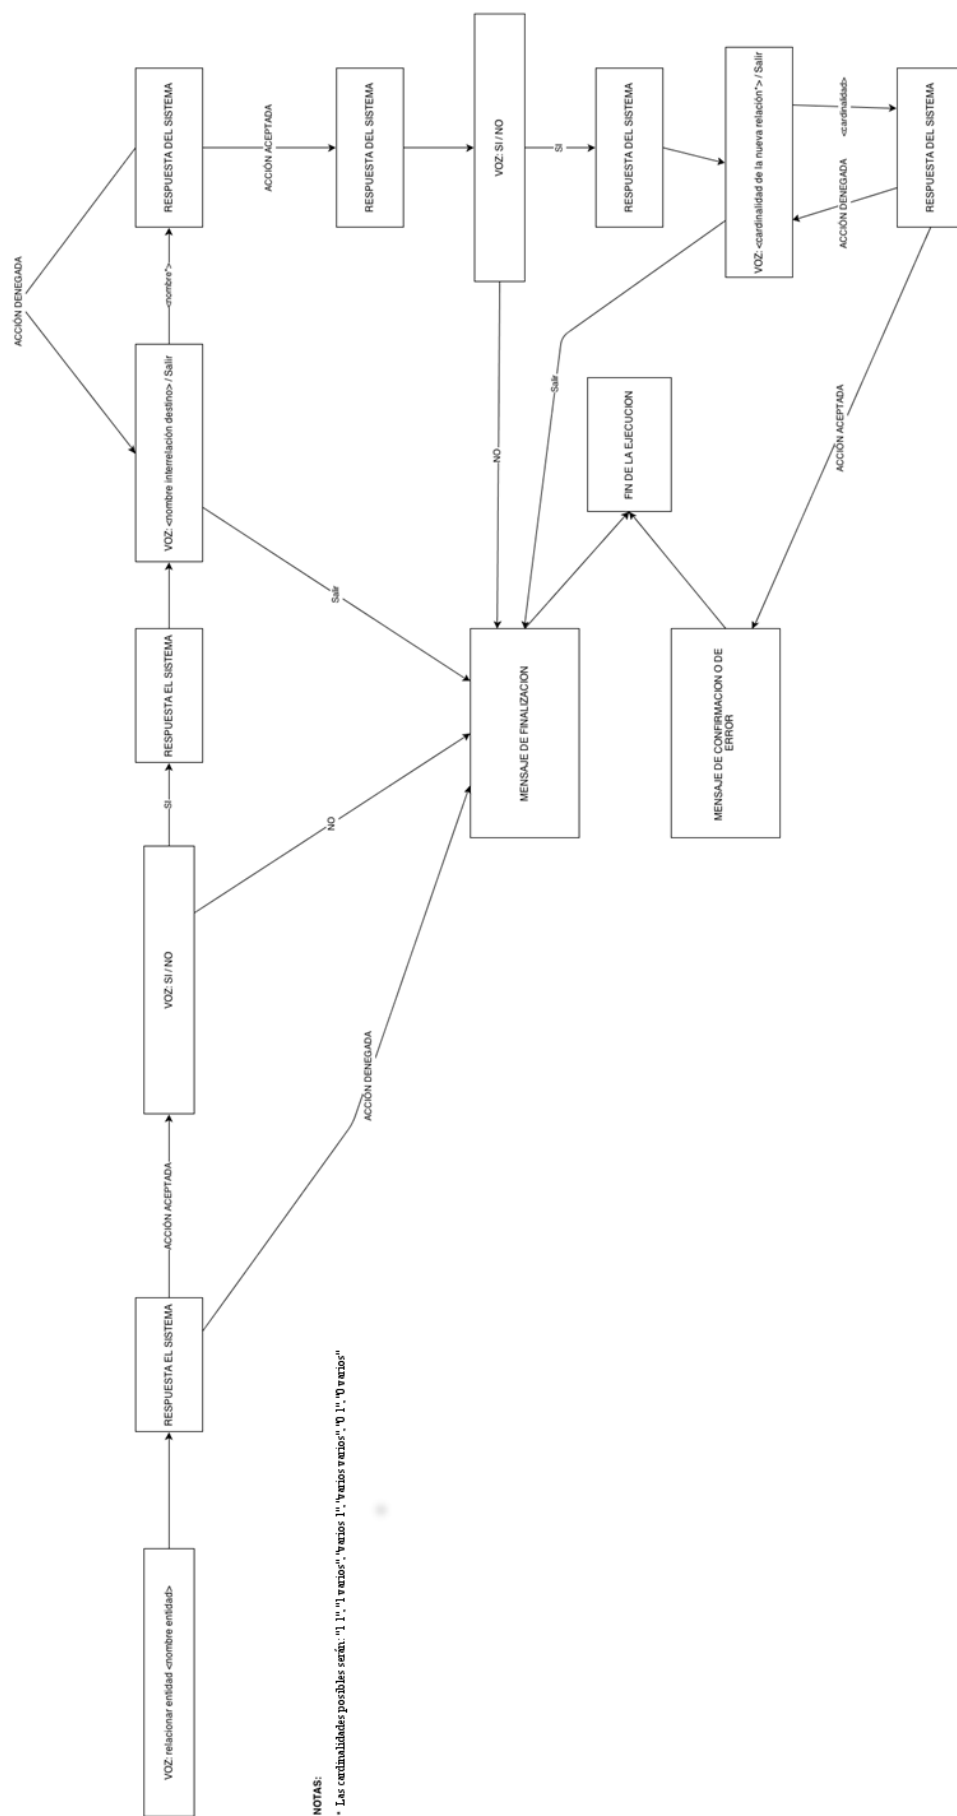 VOZ: relacionar entidad <nombre entidad>
RESPUESTA EL SISTEMA
ACCIÓN ACEPTADA
ACCIÓN DENEGADA
VOZ: SI / NO
SI
NO
RESPUESTA EL SISTEMA
VOZ: <nombre interrelación destino> / Salir
Salir
<nombre*>
ACCIÓN DENEGADA
RESPUESTA DEL SISTEMA
ACCIÓN ACEPTADA
RESPUESTA DEL SISTEMA
VOZ: SI / NO
SI
NO
RESPUESTA DEL SISTEMA
VOZ: <cardinalidad de la nueva relación*> / Salir
Salir
<cardinalidad>
ACCIÓN DENEGADA
RESPUESTA DEL SISTEMA
ACCIÓN ACEPTADA
MENSAJE DE FINALIZACION
MENSAJE DE CONFIRMACION O DE
ERROR
FIN DE LA EJECUCION
NOTAS:
* Las cardinalidades posibles serán: "1 1", "1 varios", "varios 1", "varios varios", "0 1", "0 varios"